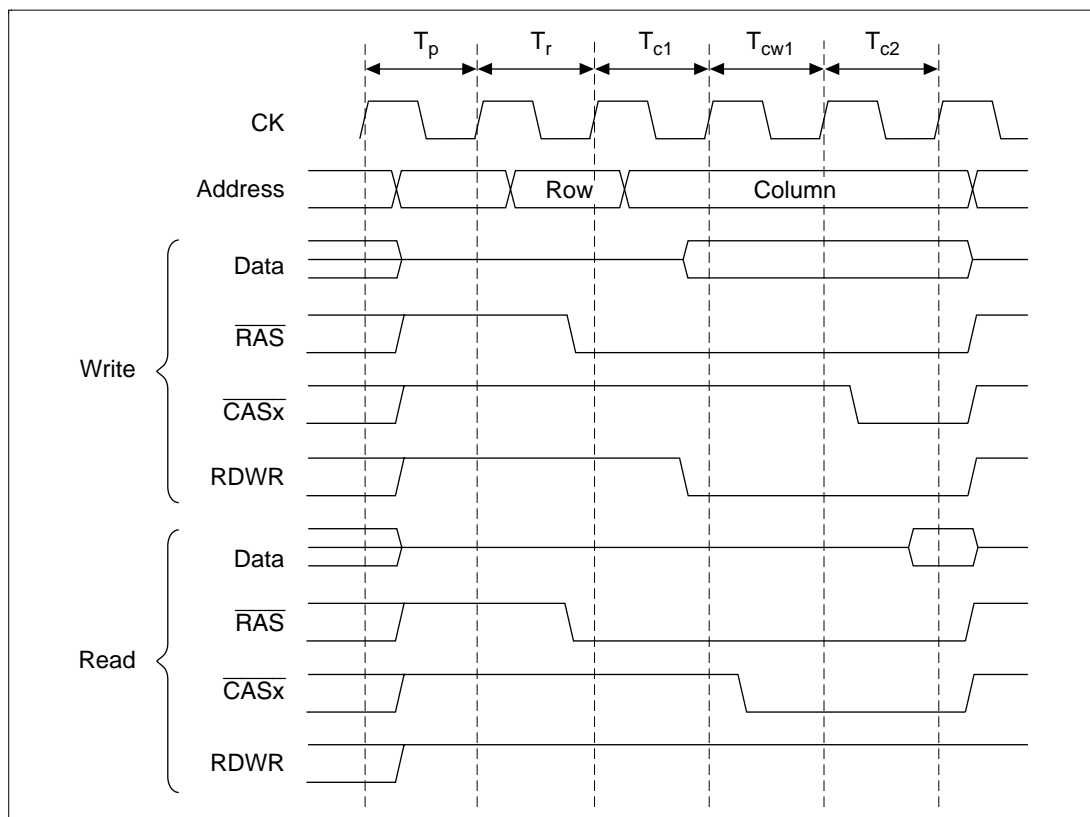 Tp Tr Tc1 Tcw1 Tc2
CK
Address Row Column
Write
Data
RAS
CASx
RDWR
Read
Data
RAS
CASx
RDWR